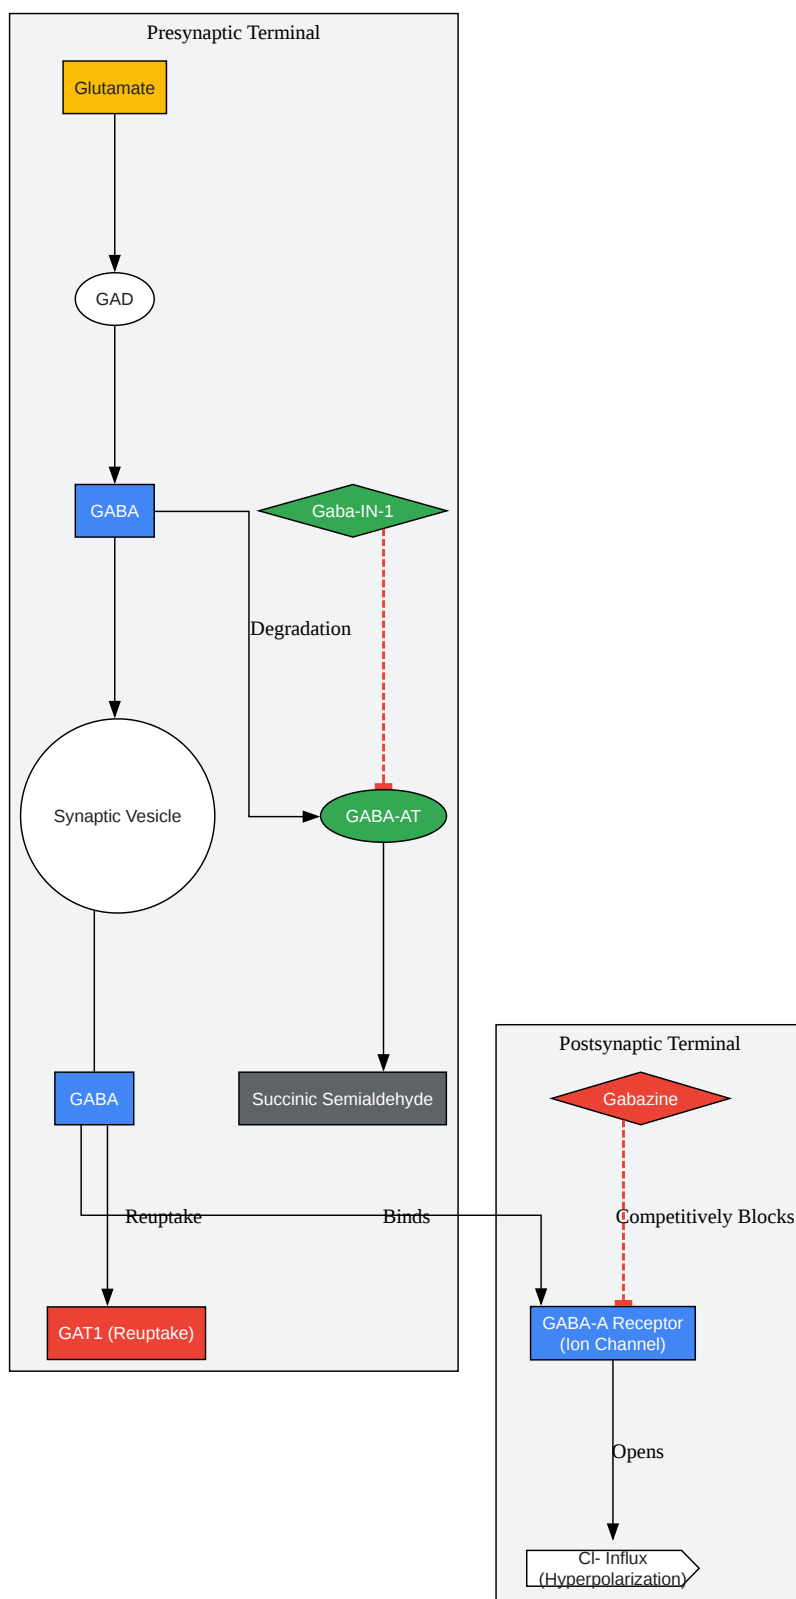 Presynaptic Terminal
Glutamate
GAD
GABA
Gaba-IN-1
Degradation
Synaptic Vesicle
GABA-AT
Postsynaptic Terminal
GABA
Succinic Semialdehyde
Gabazine
Reuptake
Binds
Competitively Blocks
GAT1 (Reuptake)
GABA-A Receptor
(Ion Channel)
Opens
Cl- Influx
(Hyperpolarization)